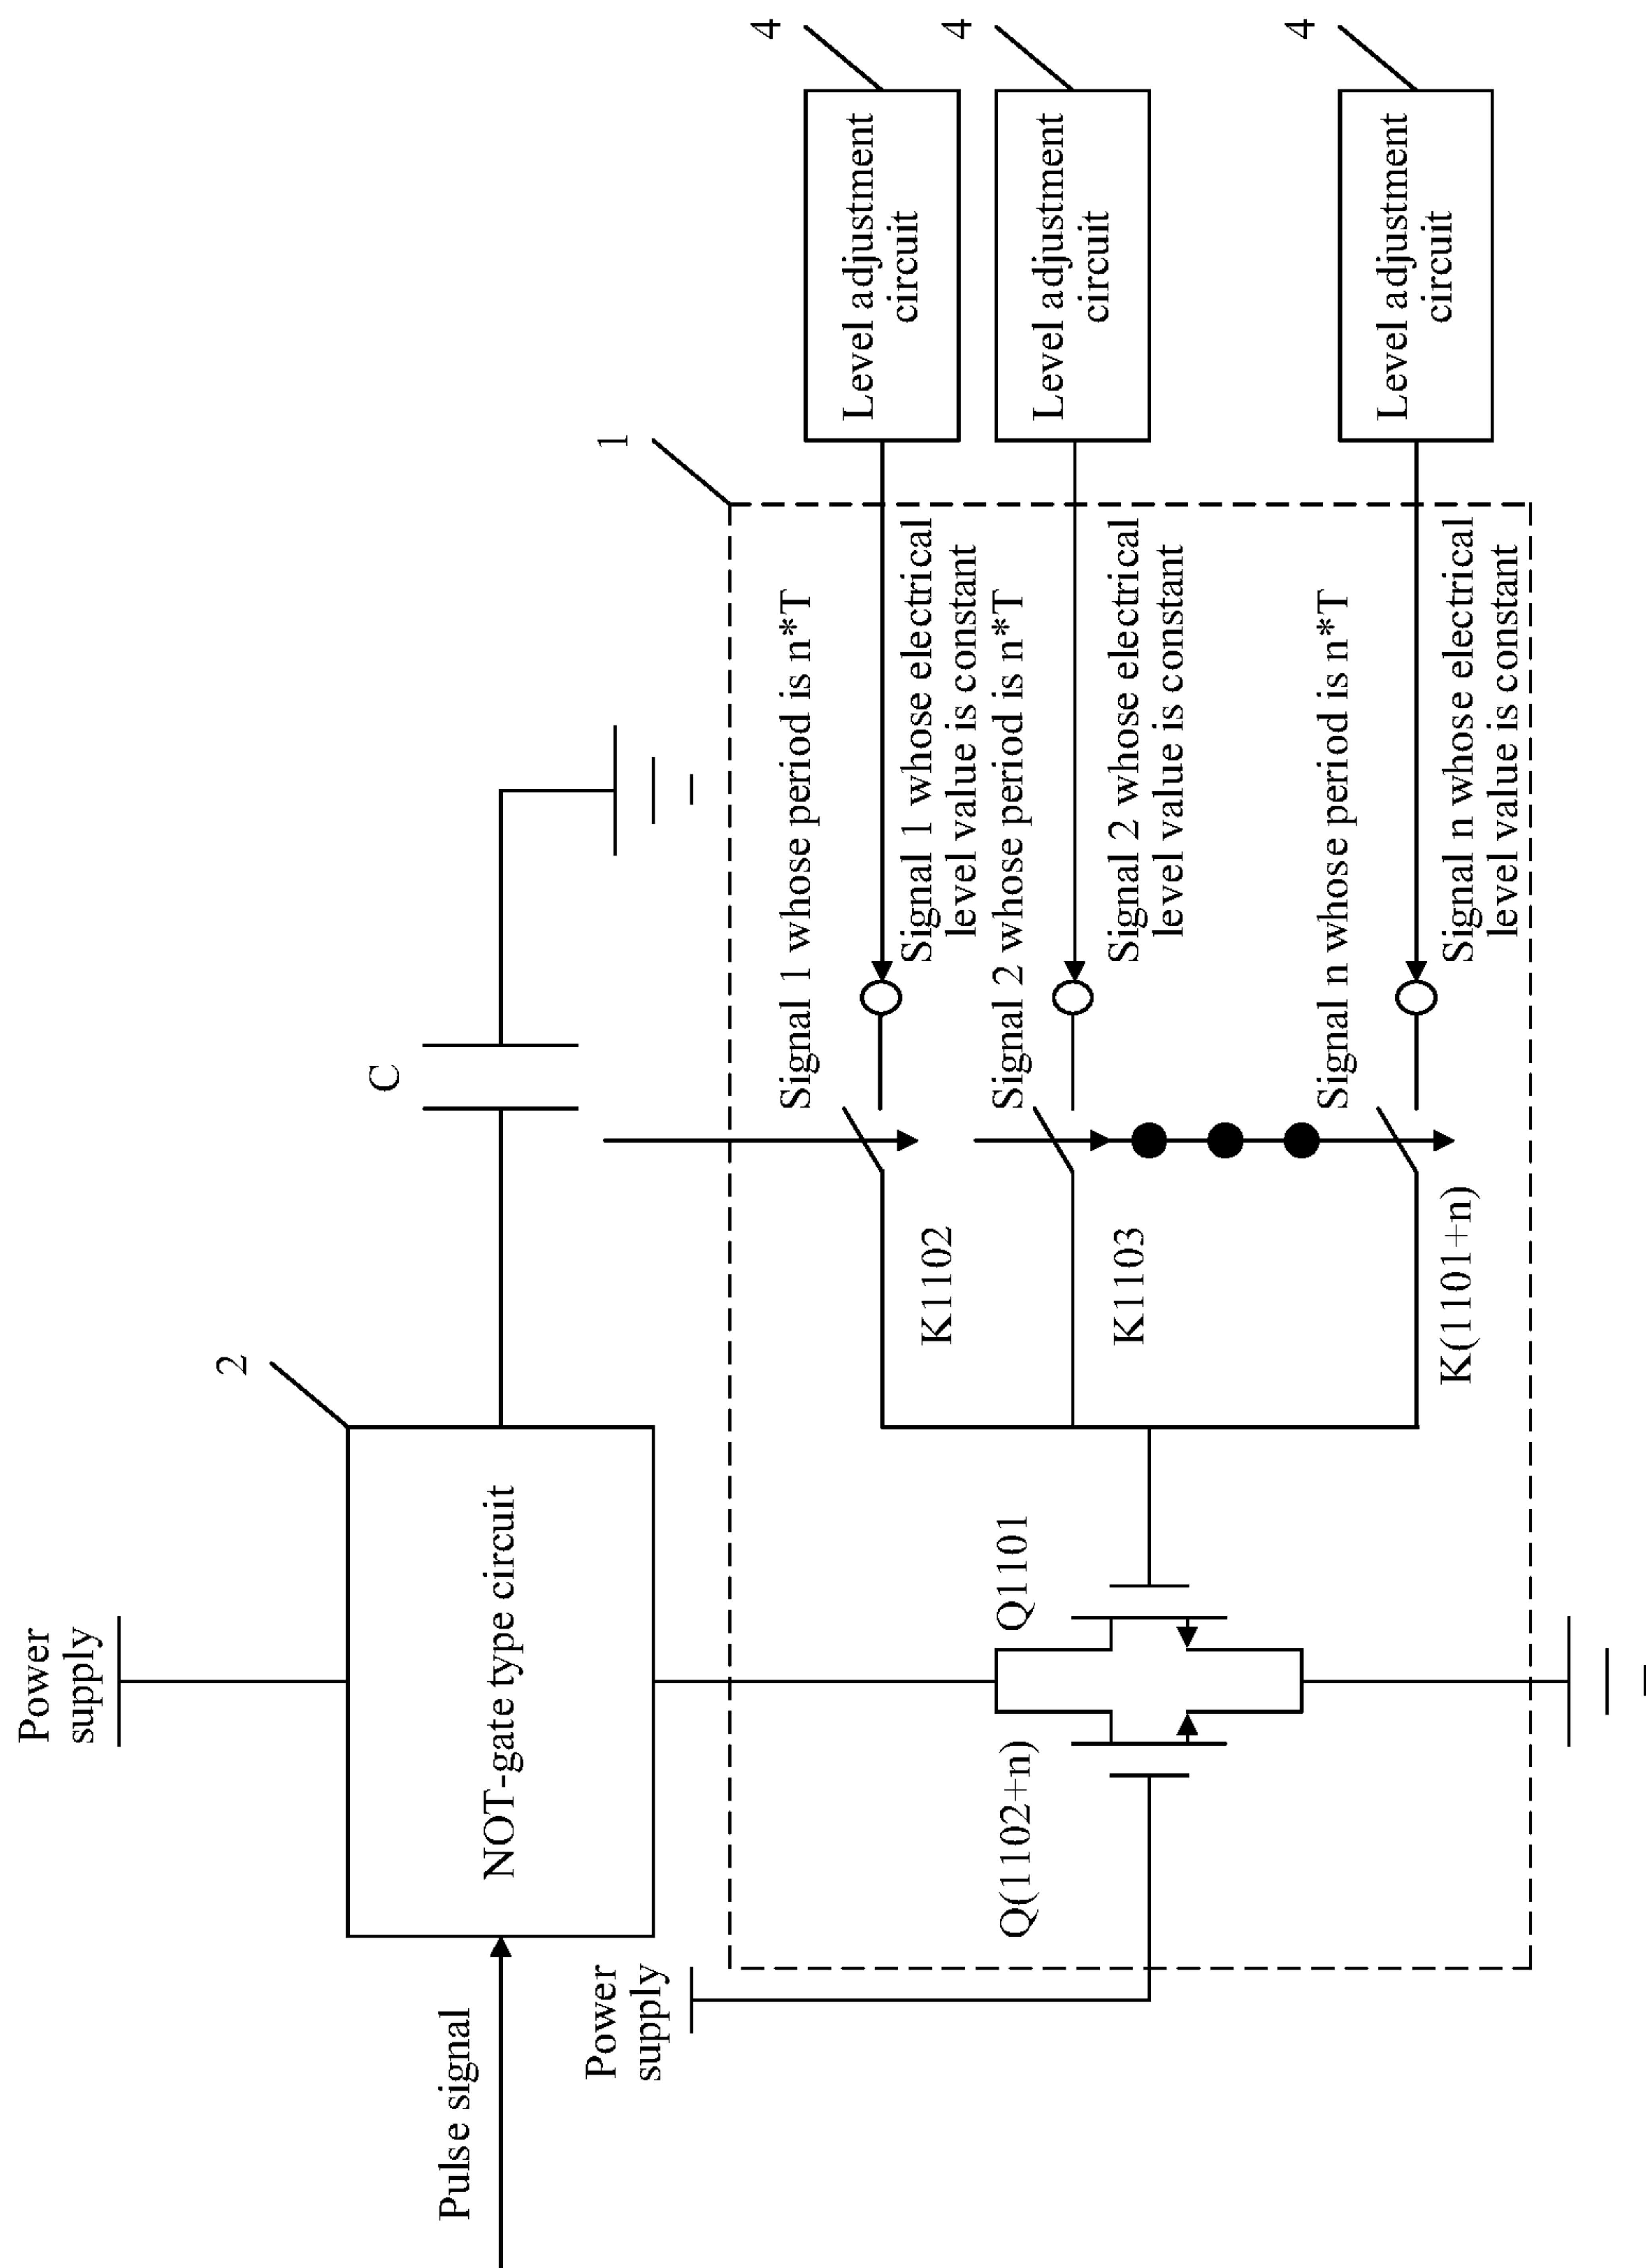 Power
supply
2
NOT-gate type circuit
C
Pulse signal
Power
supply
1
Signal 1 whose period is n*T
4
Level adjustment
circuit
Signal 1 whose electrical
level value is constant
K1102
Signal 2 whose period is n*T
4
Level adjustment
circuit
Signal 2 whose electrical
level value is constant
K1103
Q(1102+n)
Q1101
Signal n whose period is n*T
4
Level adjustment
circuit
Signal n whose electrical
level value is constant
K(1101+n)